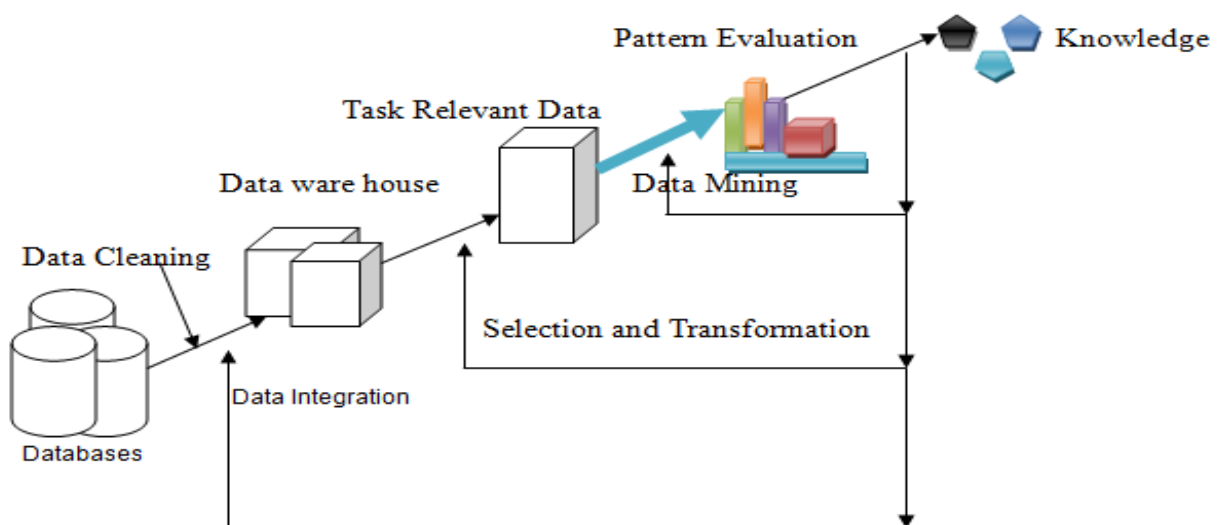 Pattern Evaluation
Knowledge
Task Relevant Data
Data ware house
Data Mining
Data Cleaning
Selection and Transformation
Data Integration
Databases